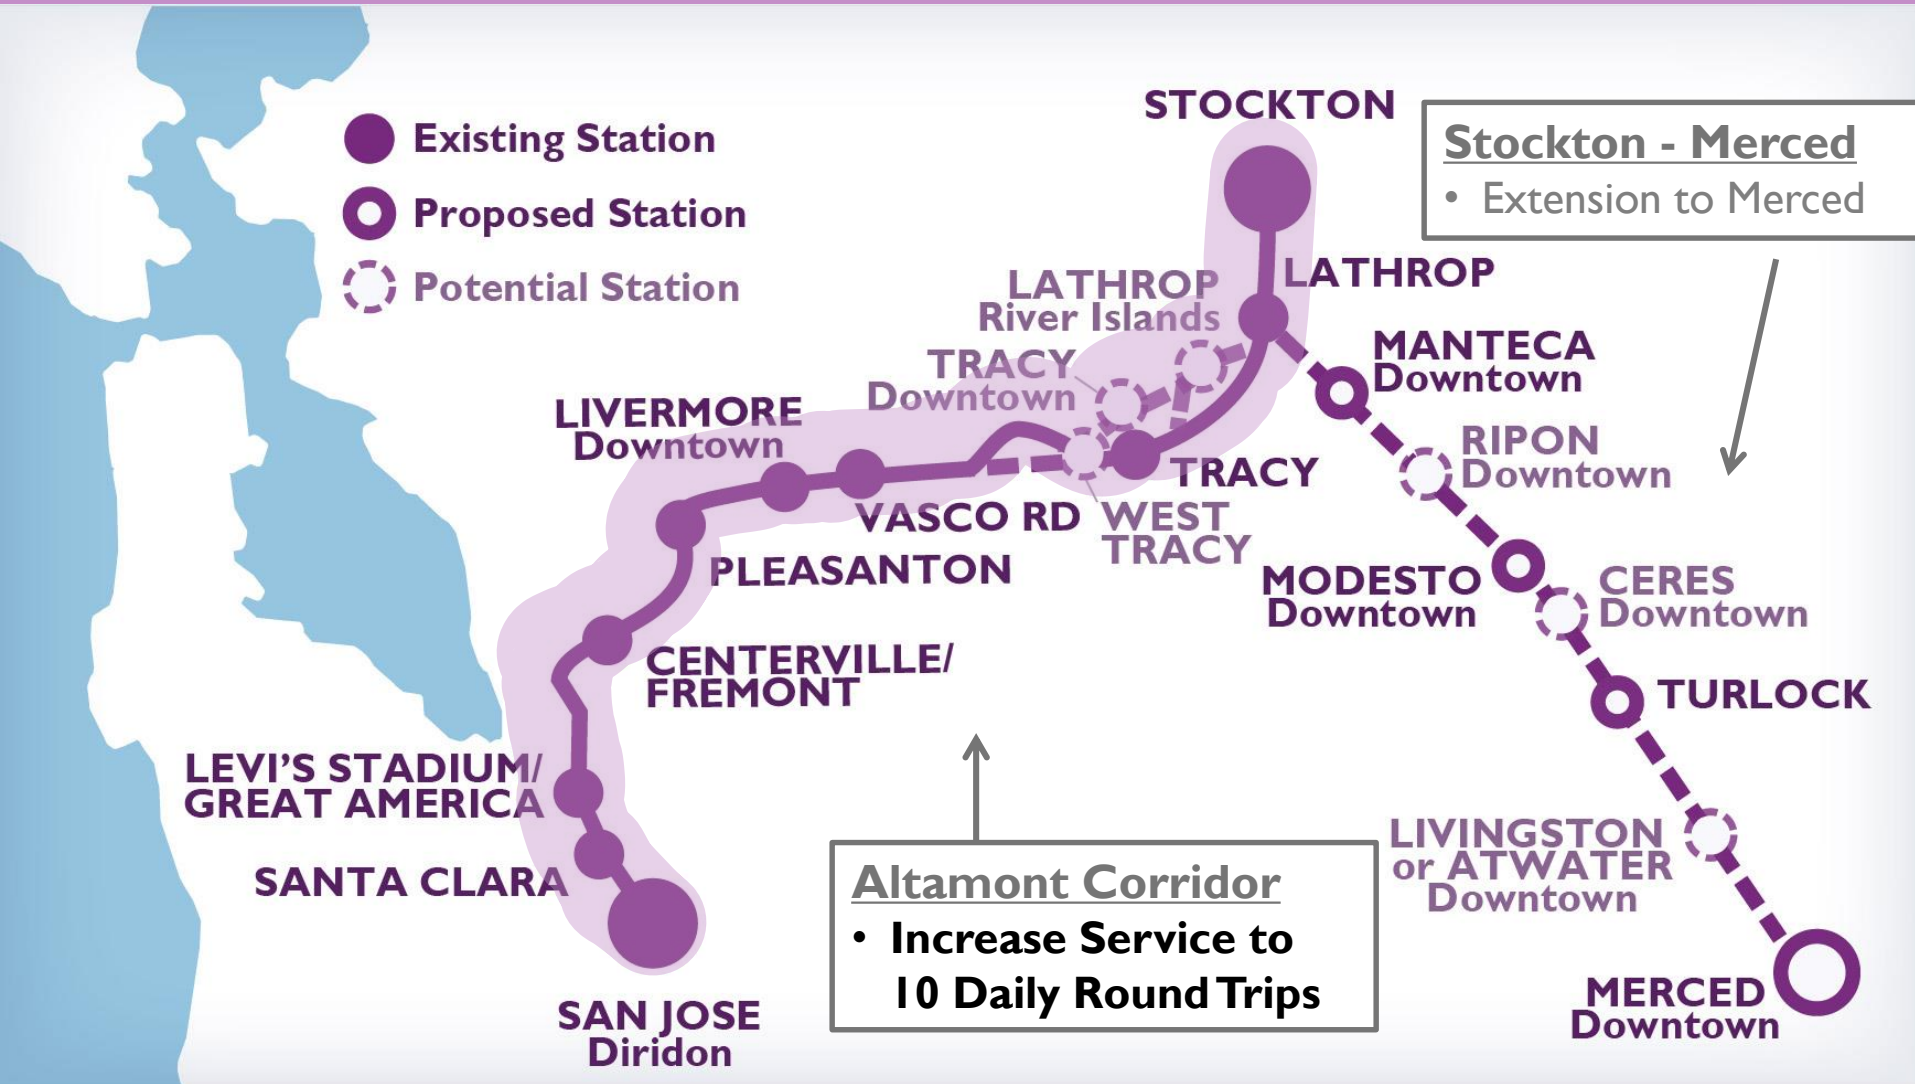 Existing Station
Proposed Station
Potential Station
STOCKTON
Stockton - Merced
• Extension to Merced
LATHROP
LATHROP
River Islands
TRACY
Downtown
MANTECA
Downtown
LIVERMORE
Downtown
RIPON
Downtown
TRACY
VASCO RD
WEST
TRACY
PLEASANTON
MODESTO
Downtown
CERES
Downtown
CENTERVILLE/
FREMONT
TURLOCK
LEVI'S STADIUM/
GREAT AMERICA
SANTA CLARA
LIVINGSTON
or ATWATER
Downtown
Altamont Corridor
• Increase Service to
10 Daily Round Trips
SAN JOSE
Diridon
MERCED
Downtown